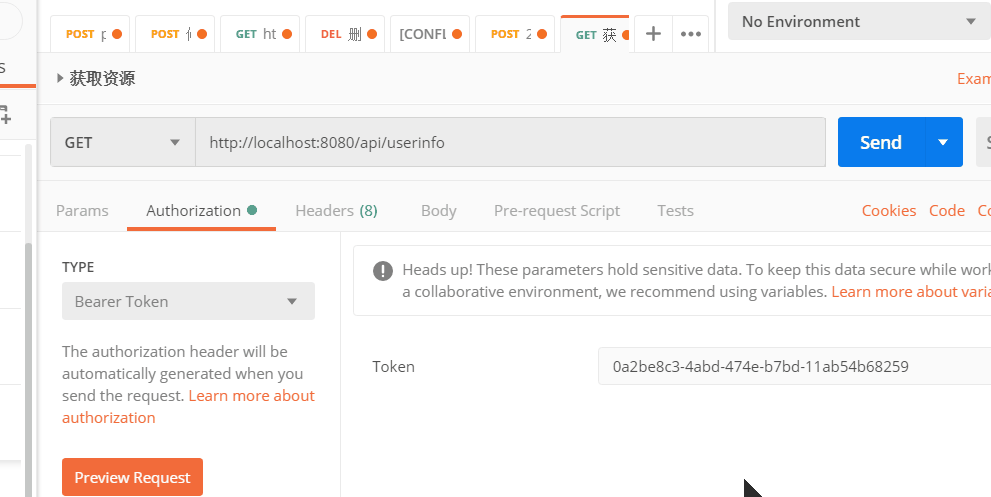 POST
POST
GET ht
DEL 删
[CONFL
POST 2
GET 获
No Environment
S
获取资源
Exam
GET
http://localhost:8080/api/userinfo
Send
Params
Authorization
Headers (8)
Body
Pre-request Script
Tests
Cookies
Code
TYPE
Bearer Token
Heads up! These parameters hold sensitive data. To keep this data secure while work
a collaborative environment, we recommend using variables. Learn more about varia
The authorization header will be
automatically generated when you
send the request. Learn more about
authorization
Token
0a2be8c3-4abd-474e-b7bd-11ab54b68259
Preview Request